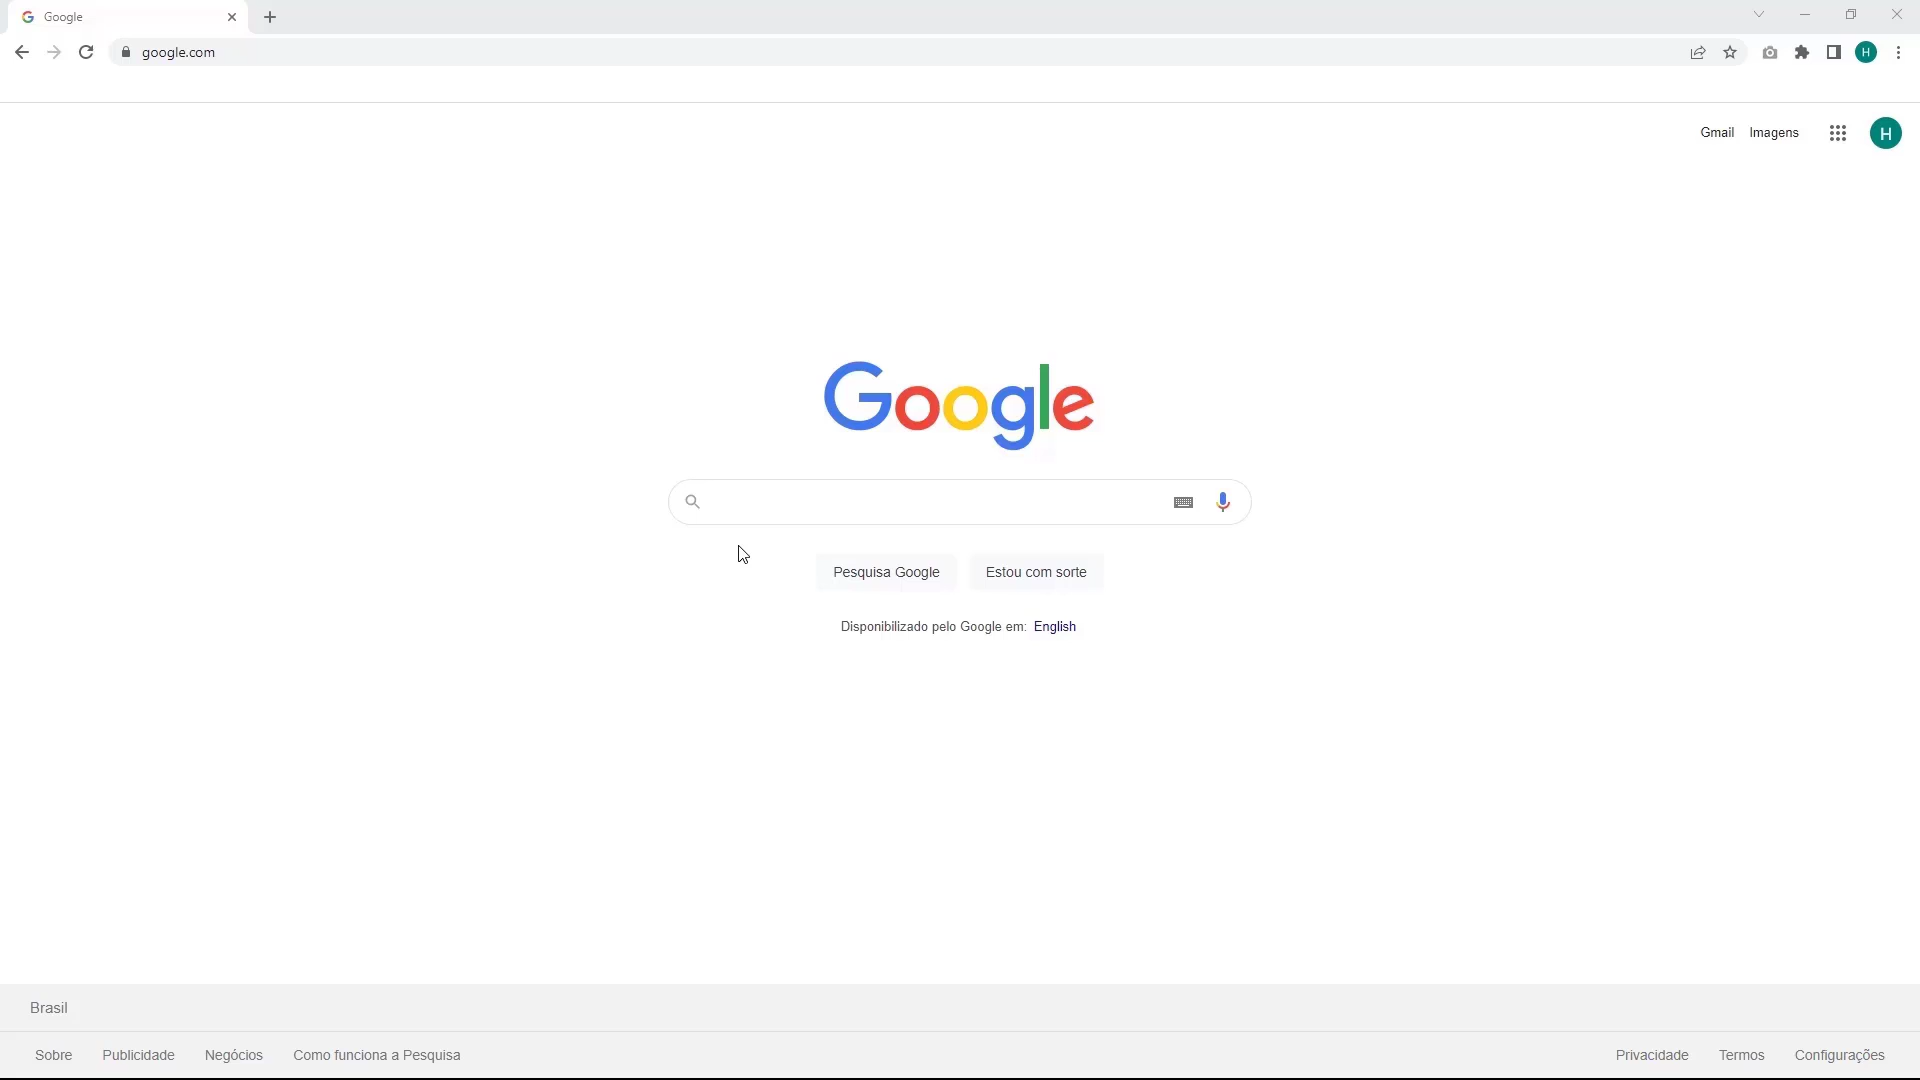 Google
google.com
H
Gmail Imagens
H
Google
Pesquisa Google Estou com sorte
Disponibilizado pelo Google em: English
Brasil
Sobre Publicidade Negócios Como funciona a Pesquisa Privacidade Termos Configurações